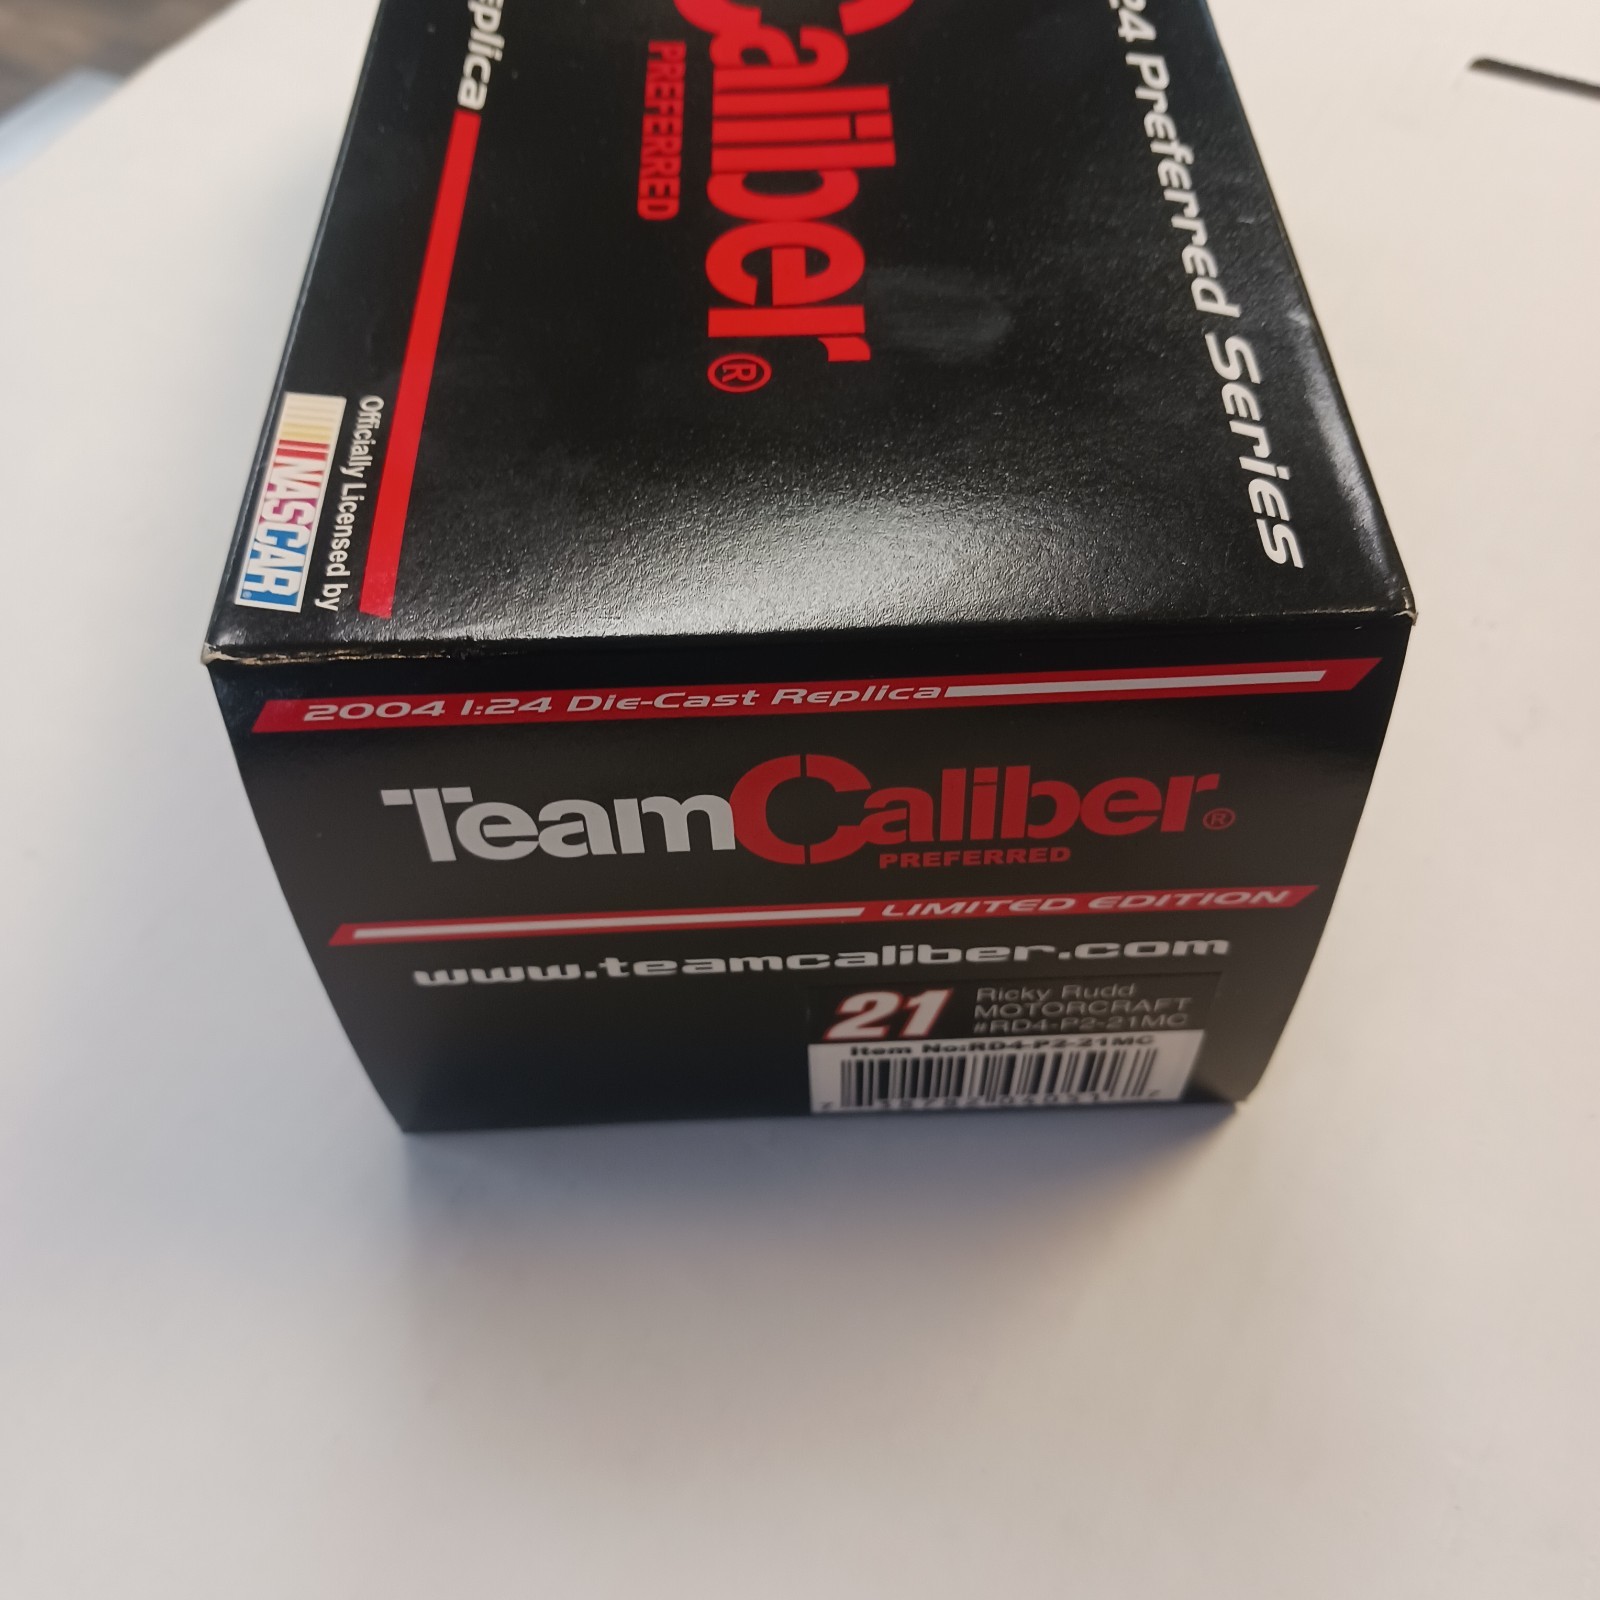 eplica
Caliber®
PREFERRED
24 Preferred Series
Officially Licensed by
NASCAR
2004 1:24 Die-Cast Replica
TeamCaliber®
PREFERRED
LIMITED EDITION
www.teamcaliber.com
21
Ricky Rudd
MOTORCRAFT
#RD4-P2-21MC
Item No:RD4-P2-21MC